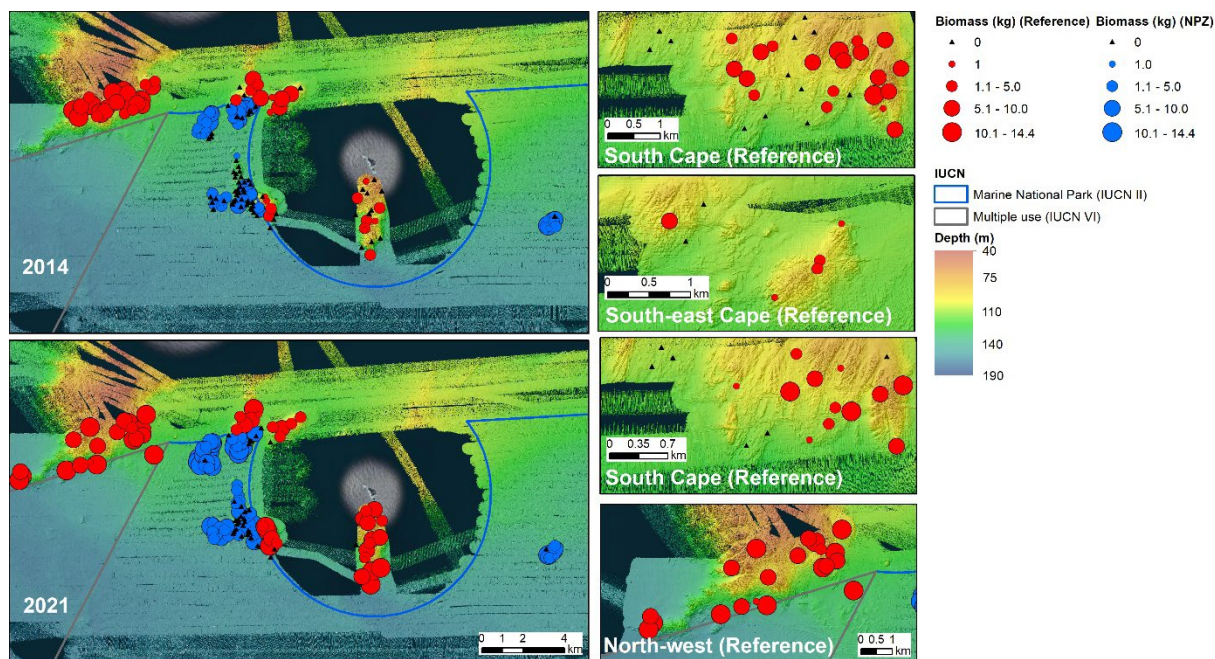 2014
2021
0 1 2 4
km
0 0.5 1
km
South Cape (Reference)
0 0.5 1
km
South-east Cape (Reference)
0 0.35 0.7
km
South Cape (Reference)
North-west (Reference)
0 0.5 1
km
Biomass (kg) (Reference)
0
1
1.1 - 5.0
5.1 - 10.0
10.1 - 14.4
Biomass (kg) (NPZ)
0
1.0
1.1 - 5.0
5.1 - 10.0
10.1 - 14.4
IUCN
Marine National Park (IUCN II)
Multiple use (IUCN VI)
Depth (m)
40
75
110
140
190